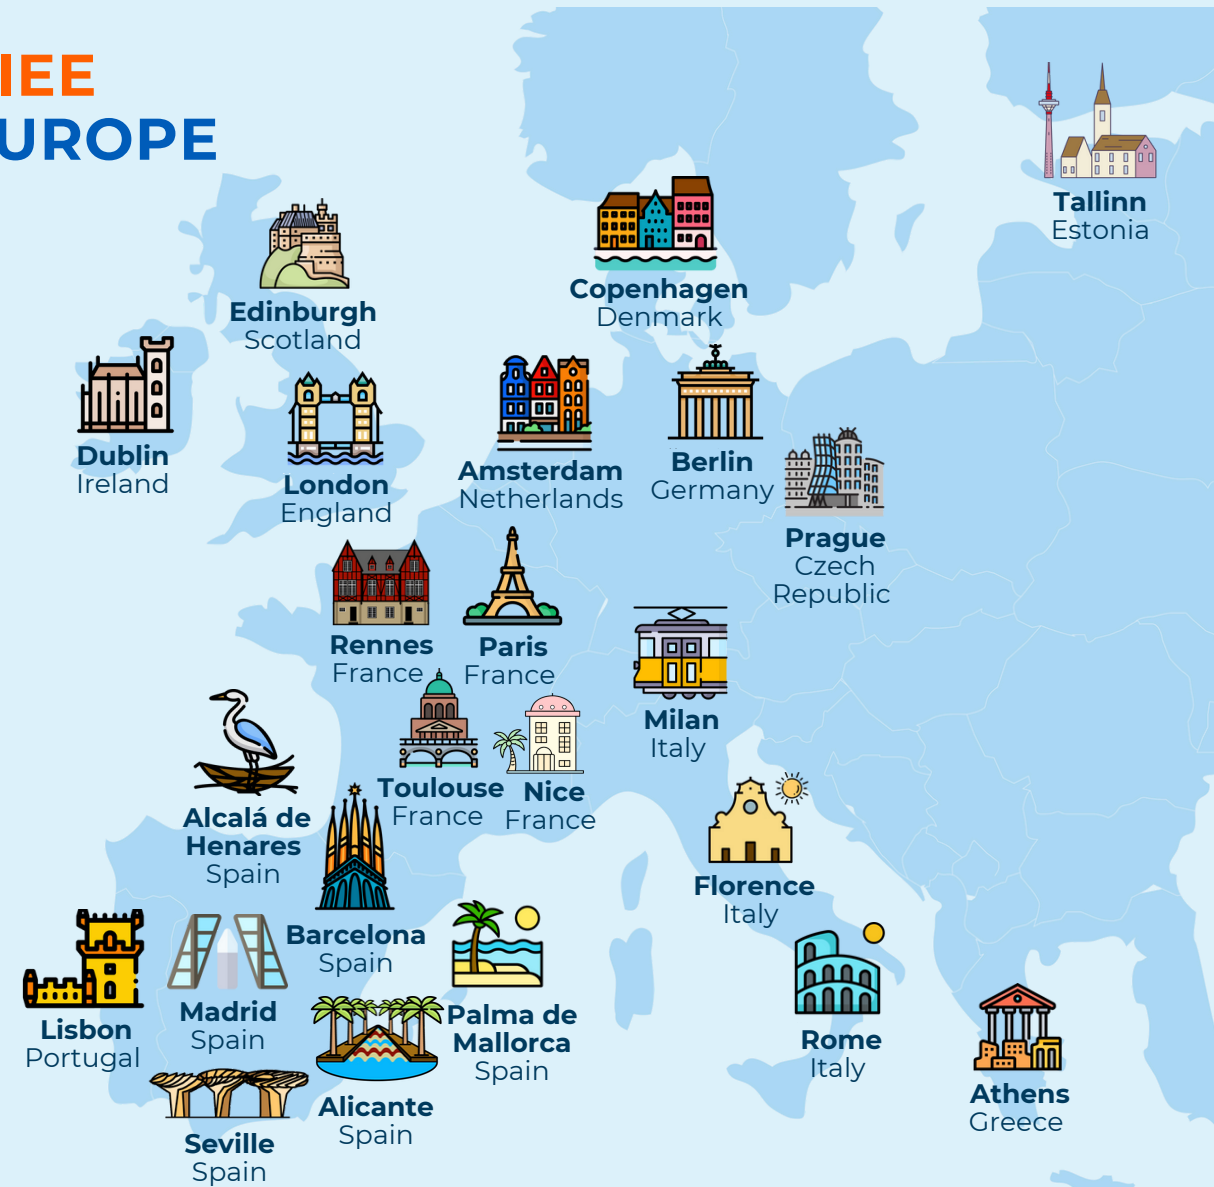 IEE
UROPE
Tallinn
Estonia
Copenhagen
Denmark
Edinburgh
Scotland
Dublin
Ireland
London
England
Amsterdam
Netherlands
Berlin
Germany
Prague
Czech
Republic
Rennes
France
Paris
France
Milan
Italy
Toulouse
France
Nice
France
Alcalá de
Henares
Spain
Florence
Italy
Barcelona
Spain
Lisbon
Portugal
Madrid
Spain
Palma de
Mallorca
Spain
Rome
Italy
Alicante
Spain
Athens
Greece
Seville
Spain